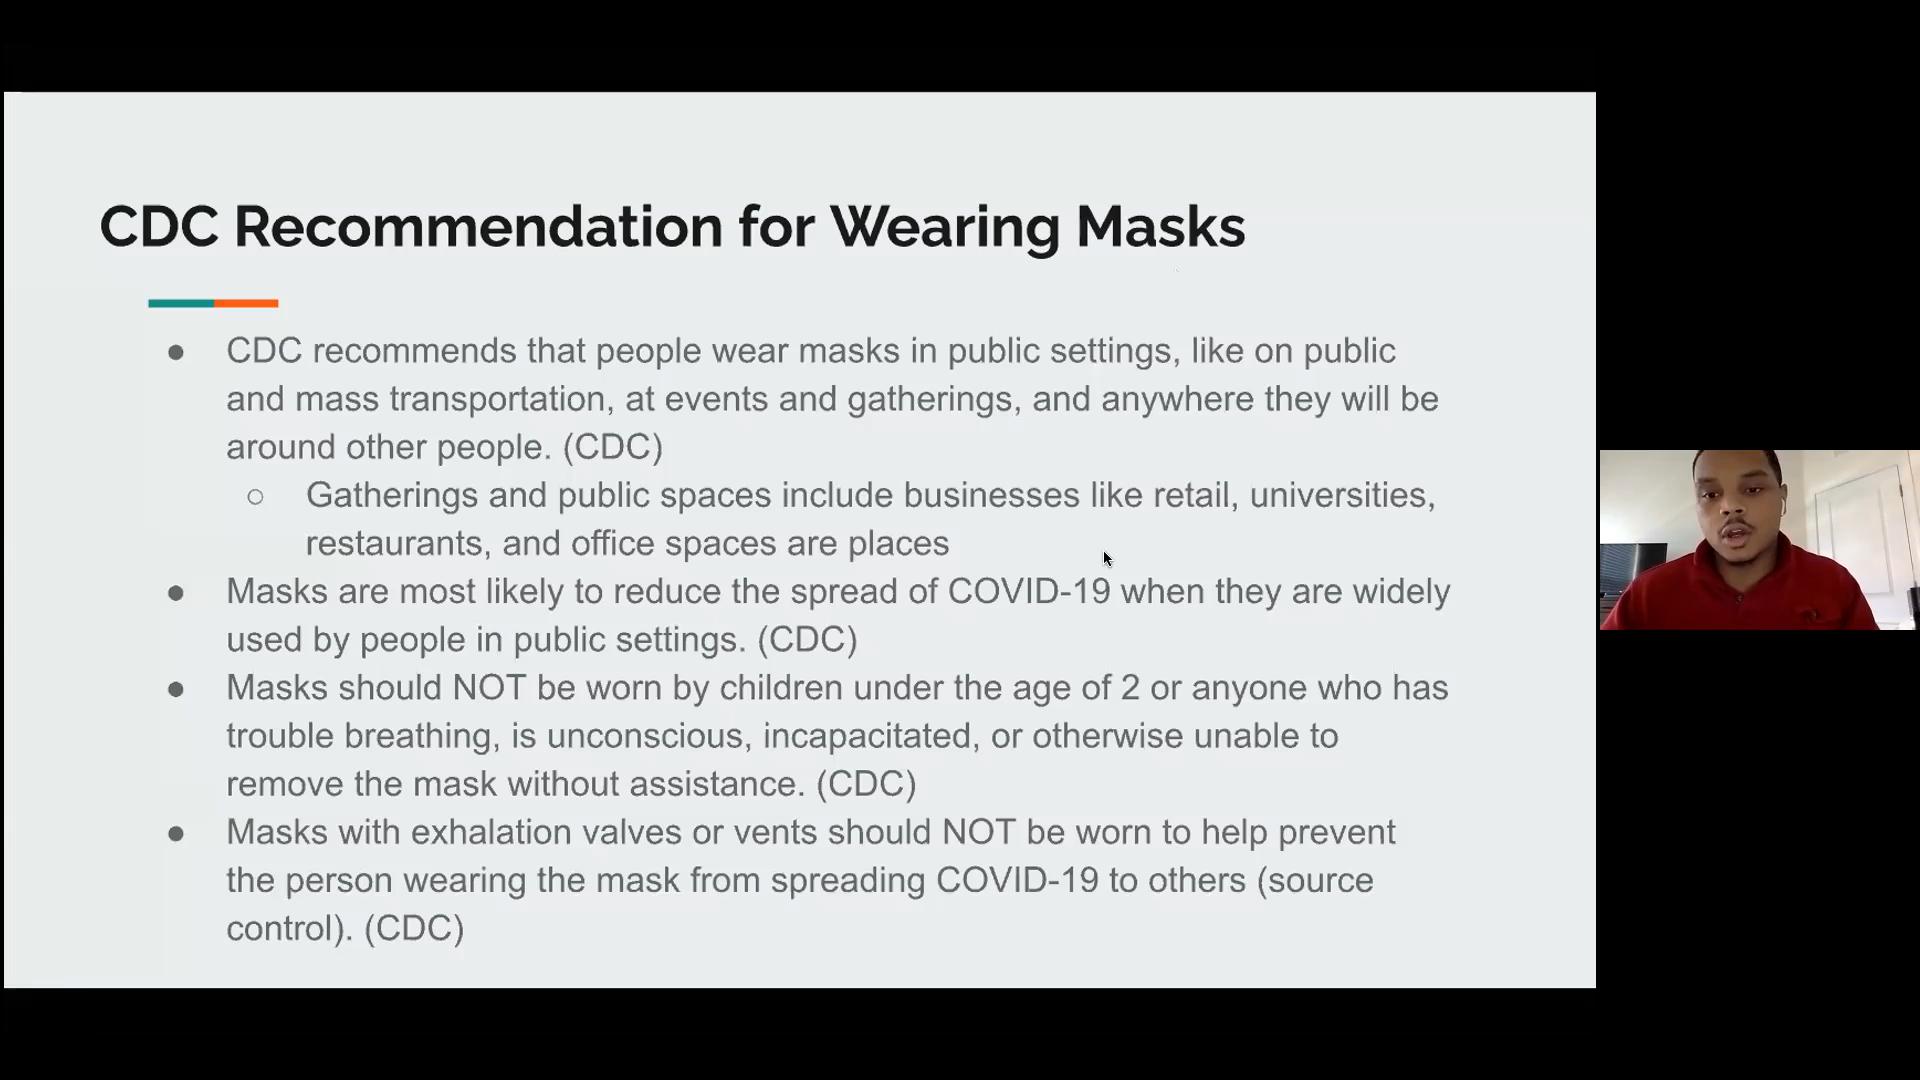 CDC Recommendation for Wearing Masks
● CDC recommends that people wear masks in public settings, like on public
and mass transportation, at events and gatherings, and anywhere they will be
around other people. (CDC)
○ Gatherings and public spaces include businesses like retail, universities,
restaurants, and office spaces are places
● Masks are most likely to reduce the spread of COVID-19 when they are widely
used by people in public settings. (CDC)
● Masks should NOT be worn by children under the age of 2 or anyone who has
trouble breathing, is unconscious, incapacitated, or otherwise unable to
remove the mask without assistance. (CDC)
● Masks with exhalation valves or vents should NOT be worn to help prevent
the person wearing the mask from spreading COVID-19 to others (source
control). (CDC)